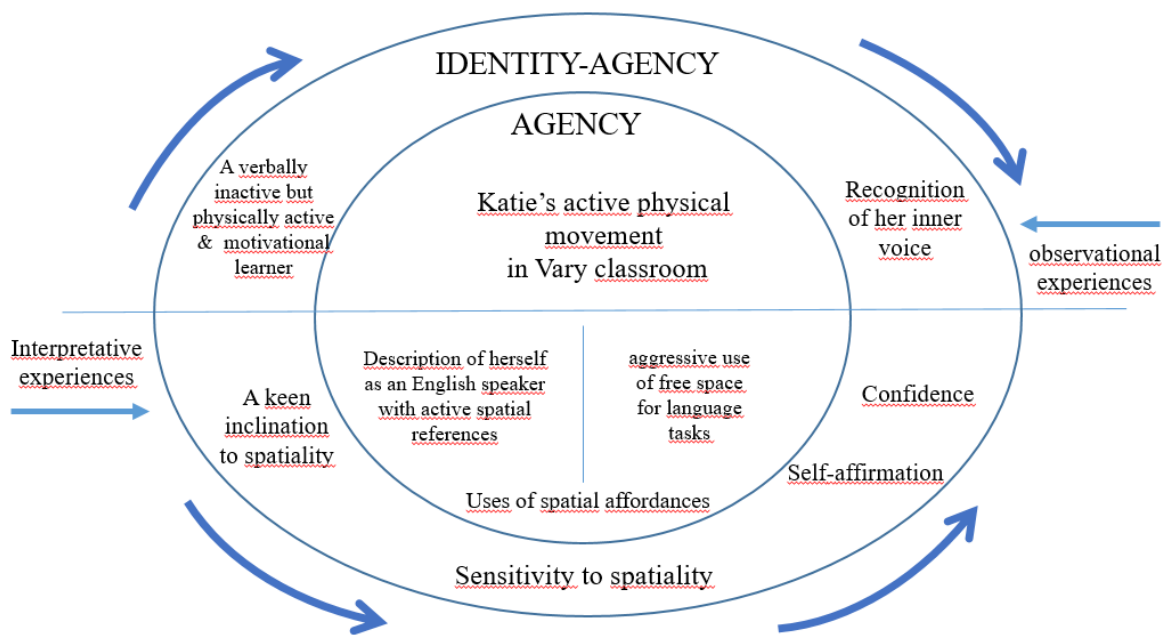 IDENTITY-AGENCY
AGENCY
A verbally
inactive but
physically active
& motivational
learner
Katie's active physical
movement
in Vary classroom
Recognition
of her inner
voice
observational
experiences
Interpretative
experiences
A keen
inclination
to spatiality
Description of herself
as an English speaker
with active spatial
references
aggressive use
of free space
for language
tasks
Confidence
Self-affirmation
Uses of spatial affordances
Sensitivity to spatiality